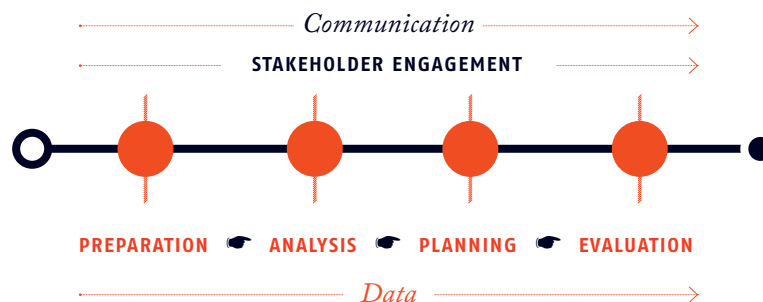 Communication
STAKEHOLDER ENGAGEMENT
PREPARATION ANALYSIS PLANNING EVALUATION
Data